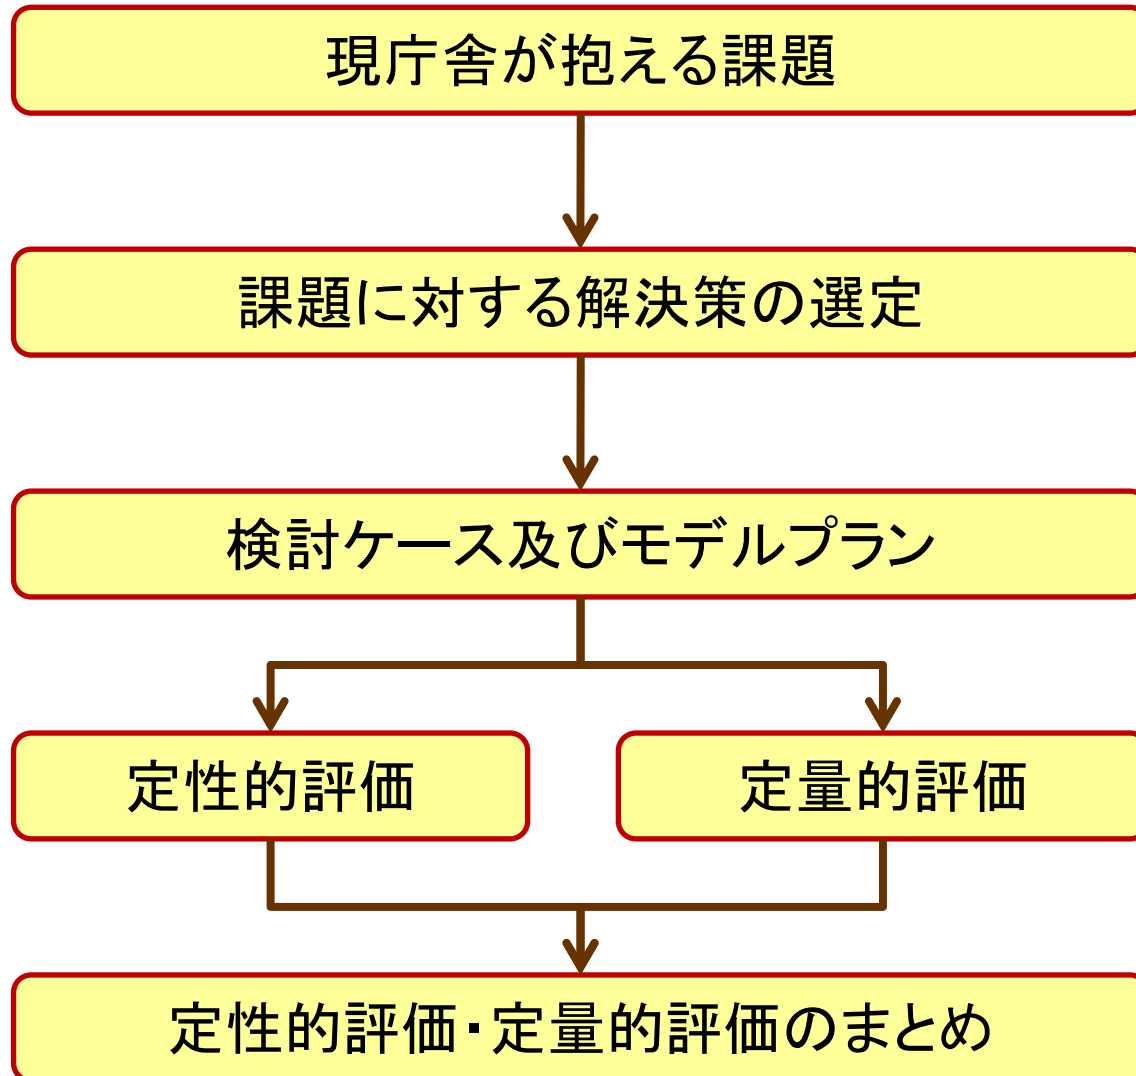 現庁舎が抱える課題
課題に対する解決策の選定
検討ケース及びモデルプラン
定性的評価
定量的評価
定性的評価・定量的評価のまとめ